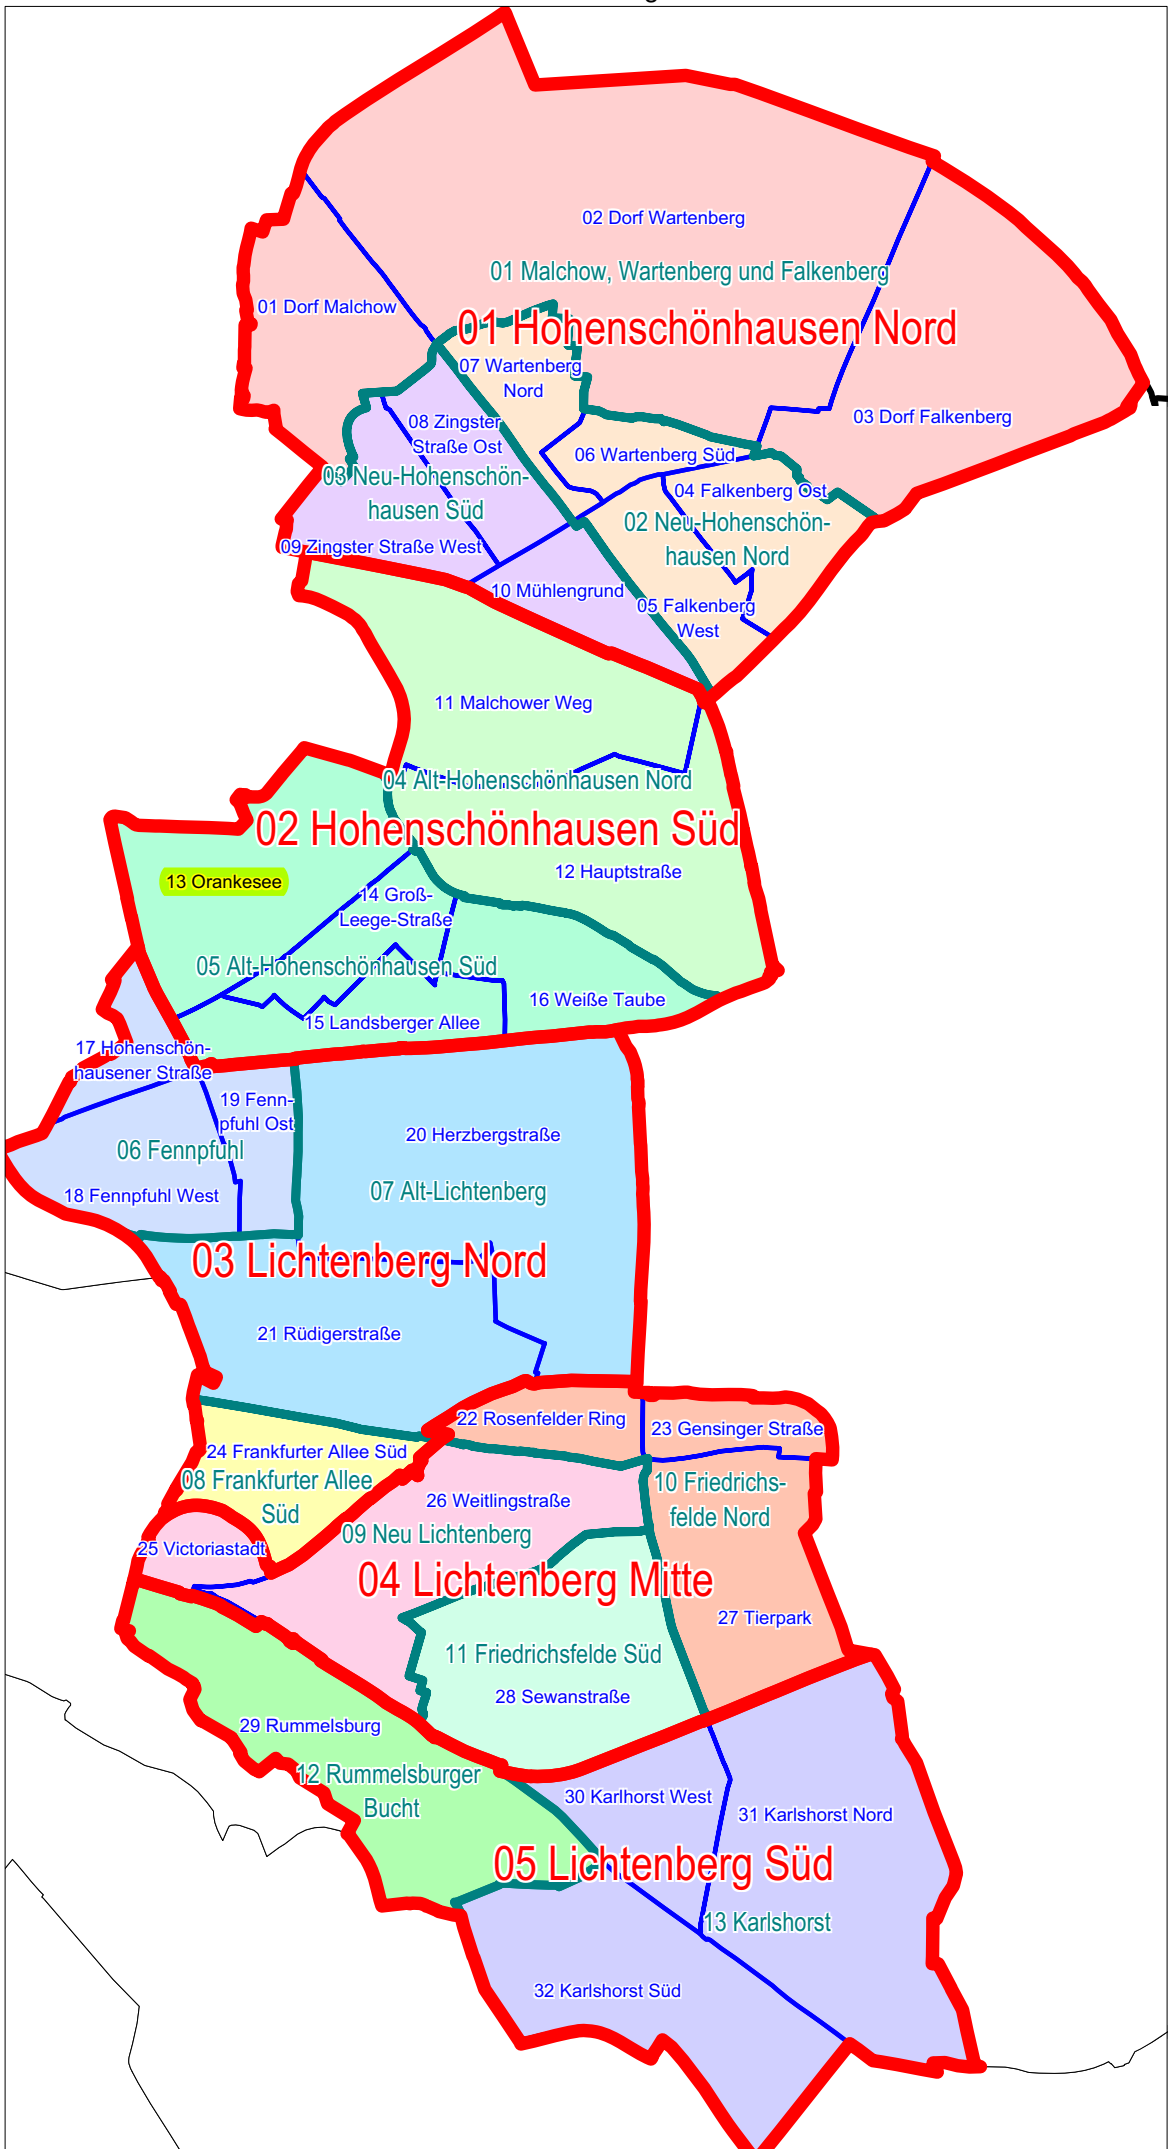 02 Dorf Wartenberg
01 Malchow, Wartenberg und Falkenberg
01 Dorf Malchow
01 Hohenschönhausen Nord
07 Wartenberg
Nord
03 Dorf Falkenberg
08 Zingster
Straße Ost
06 Wartenberg Süd
03 Neu-Hohenschön-
hausen Süd
04 Falkenberg Ost
02 Neu-Hohenschön-
hausen Nord
09 Zingster Straße West
10 Mühlengrund
05 Falkenberg
West
11 Malchower Weg
04 Alt-Hohenschönhausen Nord
02 Hohenschönhausen Süd
12 Hauptstraße
13 Orankesee
14 Groß-
Leege-Straße
05 Alt-Hohenschönhausen Süd
16 Weiße Taube
15 Landsberger Allee
17 Hohenschön-
hausener Straße
19 Fenn-
pfuhl Ost
20 Herzbergstraße
06 Fennpfuhl
18 Fennpfuhl West
07 Alt-Lichtenberg
03 Lichtenberg Nord
21 Rüdigerstraße
22 Rosenfelder Ring
23 Gensinger Straße
24 Frankfurter Allee Süd
08 Frankfurter Allee
Süd
10 Friedrichs-
felde Nord
26 Weitlingstraße
09 Neu Lichtenberg
25 Victoriastadt
04 Lichtenberg Mitte
27 Tierpark
11 Friedrichsfelde Süd
28 Sewanstraße
29 Rummelsburg
12 Rummelsburger
Bucht
30 Karlhorst West
31 Karlshorst Nord
05 Lichtenberg Süd
13 Karlshorst
32 Karlshorst Süd